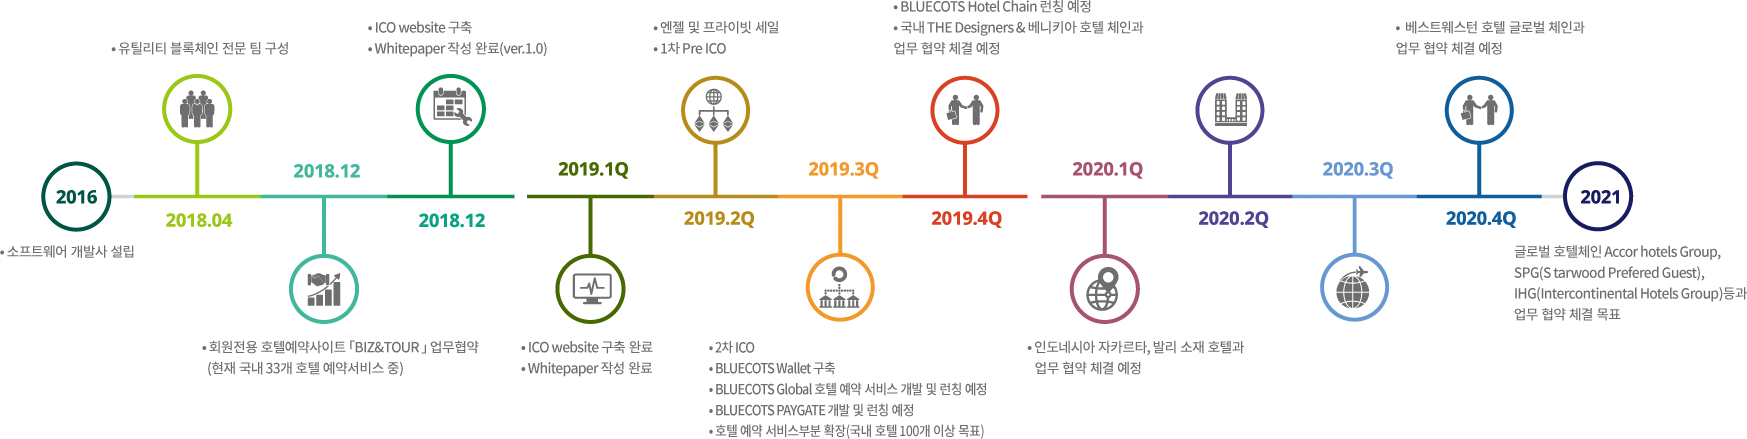 • BLUECOTS Hotel Chain 런칭 예정
• 국내 THE Designers & 베니키아 호텔 체인과
업무 협약 체결 예정
• ICO website 구축
• Whitepaper 작성 완료(ver.1.0)
• 엔젤 및 프라이빗 세일
• 1차 Pre ICO
• 베스트웨스턴 호텔 글로벌 체인과
업무 협약 체결 예정
• 유틸리티 블록체인 전문 팀 구성
2016
2018.04
2018.12
2018.12
2019.1Q
2019.2Q
2019.3Q
2019.4Q
2020.1Q
2020.2Q
2020.3Q
2020.4Q
2021
• 소프트웨어 개발사 설립
글로벌 호텔체인 Accor hotels Group,
SPG(S tarwood Prefered Guest),
IHG(Intercontinental Hotels Group)등과
업무 협약 체결 목표
• 회원전용 호텔예약사이트 ｢BIZ&TOUR ｣ 업무협약
(현재 국내 33개 호텔 예약서비스 중)
• ICO website 구축 완료
• Whitepaper 작성 완료
• 2차 ICO
• BLUECOTS Wallet 구축
• BLUECOTS Global 호텔 예약 서비스 개발 및 런칭 예정
• BLUECOTS PAYGATE 개발 및 런칭 예정
• 호텔 예약 서비스부분 확장(국내 호텔 100개 이상 목표)
• 인도네시아 자카르타, 발리 소재 호텔과
업무 협약 체결 예정